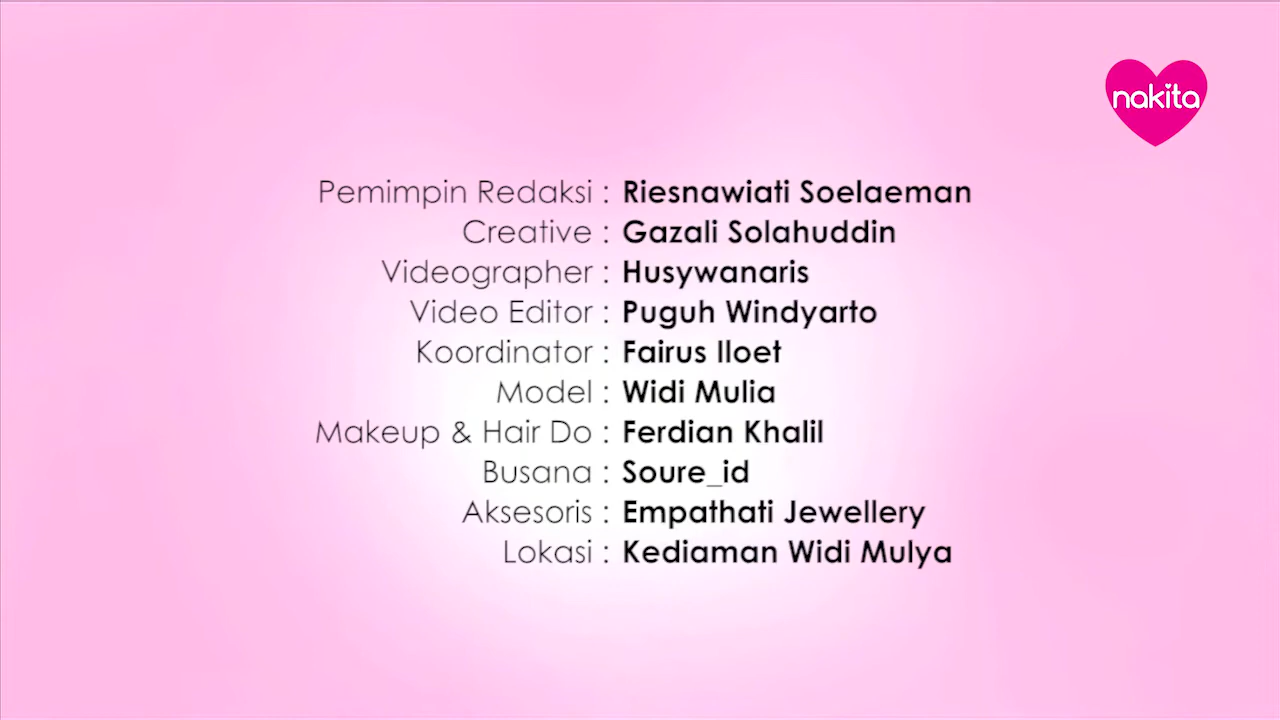 nakita
Pemimpin Redaksi : Riesnawiati Soelaeman
Creative : Gazali Solahuddin
Videographer : Husywanaris
Video Editor : Puguh Windyarto
Koordinator : Fairus Iloet
Model : Widi Mulia
Makeup & Hair Do : Ferdian Khalil
Busana : Soure_id
Aksesoris : Empathati Jewellery
Lokasi : Kediaman Widi Mulya